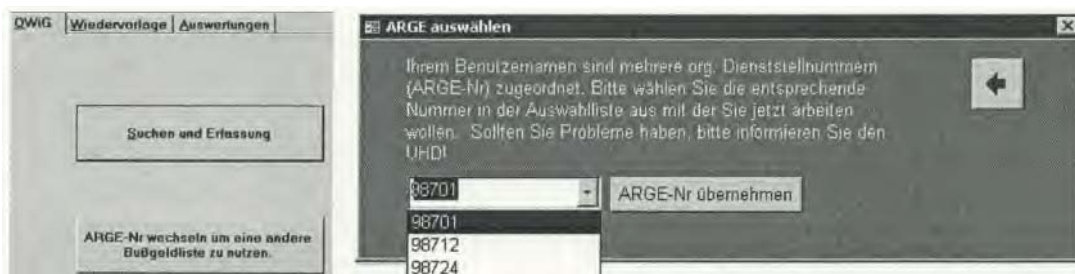 OWiG Wiedervorlage Auswertungen
Suchen und Erfassung
ARGE-Nr wechseln um eine andere
Bußgeldliste zu nutzen.
ARGE auswählen
Ihrem Benutzernamen sind mehrere org. Dienststellnummern
(ARGE-Nr) zugeordnet. Bitte wählen Sie die entsprechende
Nummer in der Auswahlliste aus mit der Sie jetzt arbeiten
wollen. Sollten Sie Probleme haben, bitte informieren Sie den
UHD!
98701
ARGE-Nr übernehmen
98701
98712
98724